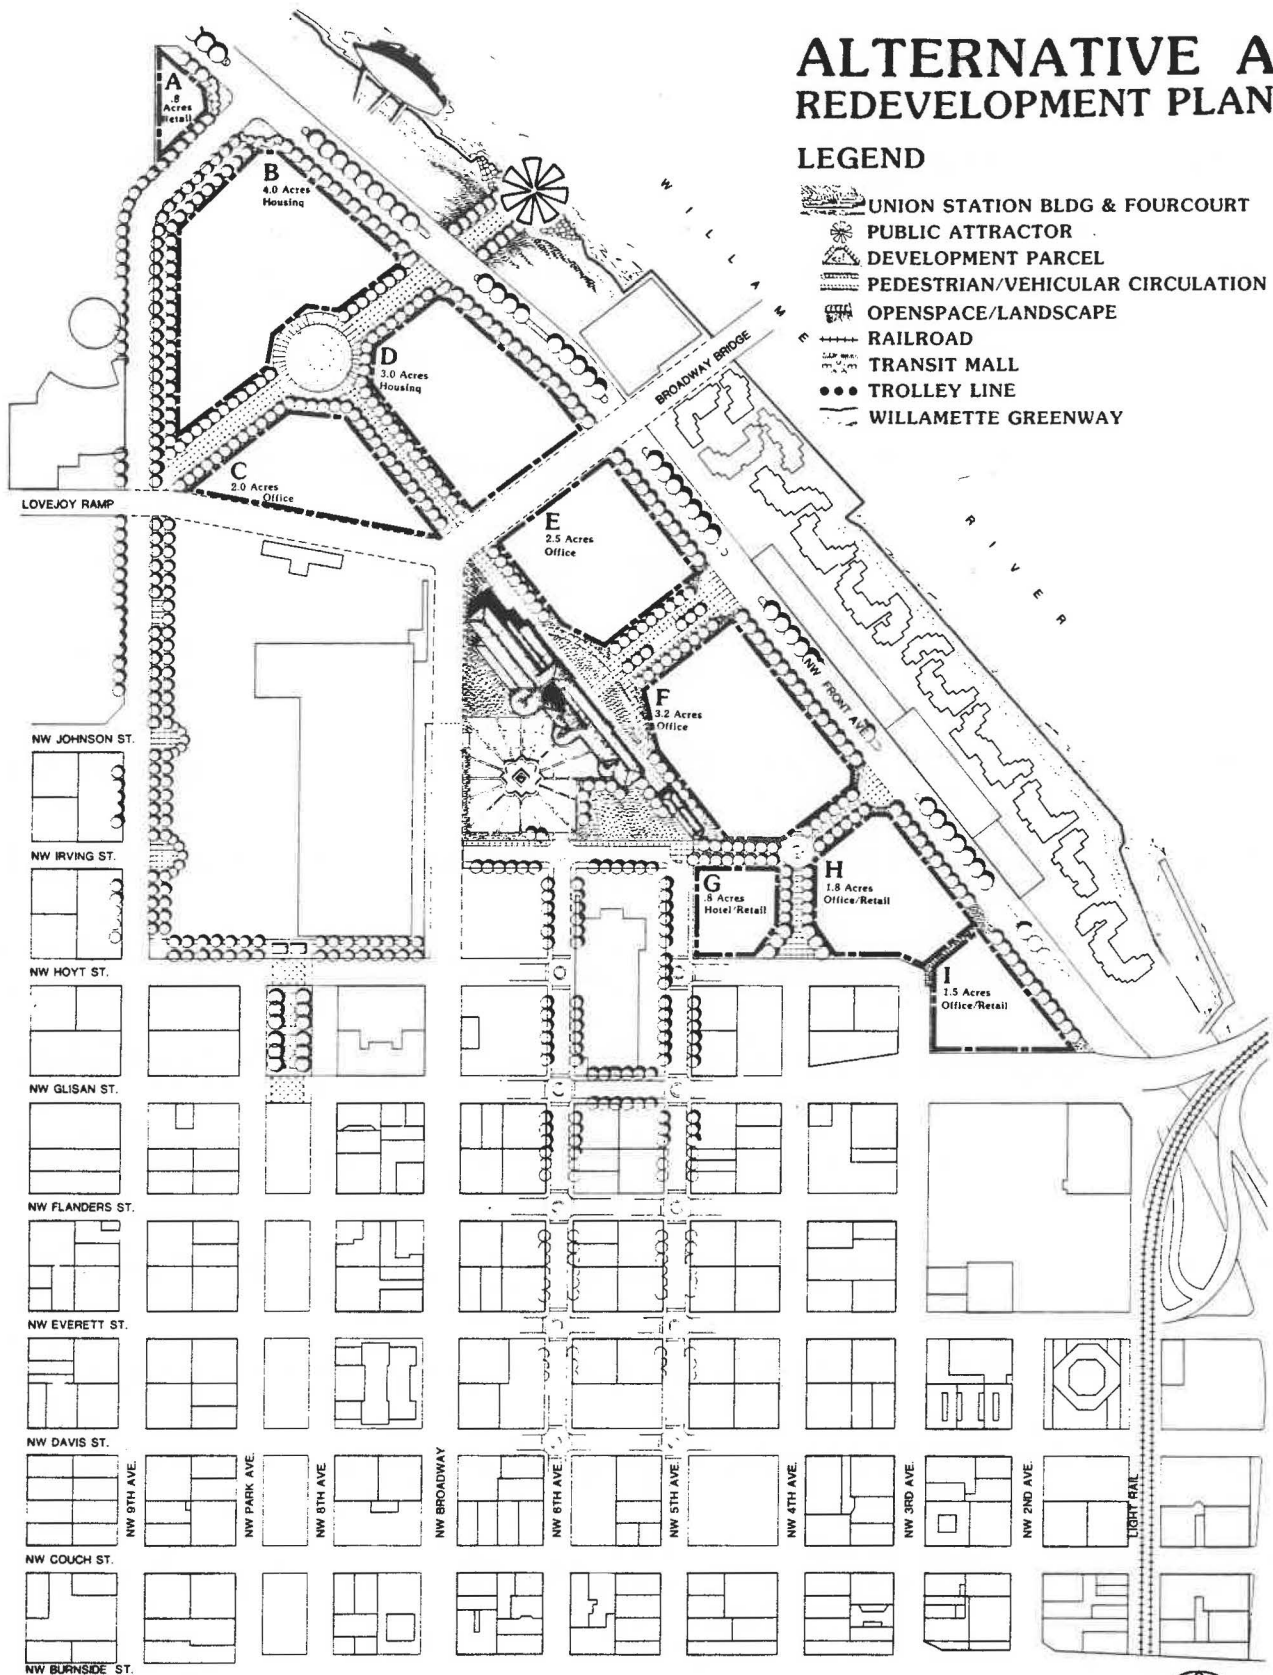 ALTERNATIVE A
REDEVELOPMENT PLAN
LEGEND
UNION STATION BLDG & FOURCOURT
PUBLIC ATTRACTOR
DEVELOPMENT PARCEL
PEDESTRIAN/VEHICULAR CIRCULATION
OPENSPACE/LANDSCAPE
RAILROAD
TRANSIT MALL
TROLLEY LINE
WILLAMETTE GREENWAY
A
.8
Acres
Retail
B
4.0 Acres
Housing
D
3.0 Acres
Housing
C
2.0 Acres
Office
E
2.5 Acres
Office
F
3.2 Acres
Office
G
.8 Acres
Hotel/Retail
H
1.8 Acres
Office/Retail
I
1.5 Acres
Office/Retail
WILLAME
RIVER
BROADWAY BRIDGE
LOVEJOY RAMP
NW FRONT AVE.
NW JOHNSON ST.
NW IRVING ST.
NW HOYT ST.
NW GLISAN ST.
NW FLANDERS ST.
NW EVERETT ST.
NW DAVIS ST.
NW 9TH AVE.
NW PARK AVE.
NW 8TH AVE.
NW BROADWAY
NW 6TH AVE.
NW 5TH AVE.
NW 4TH AVE.
NW 3RD AVE.
NW 2ND AVE.
LIGHT RAIL
NW COUCH ST.
NW BURNSIDE ST.